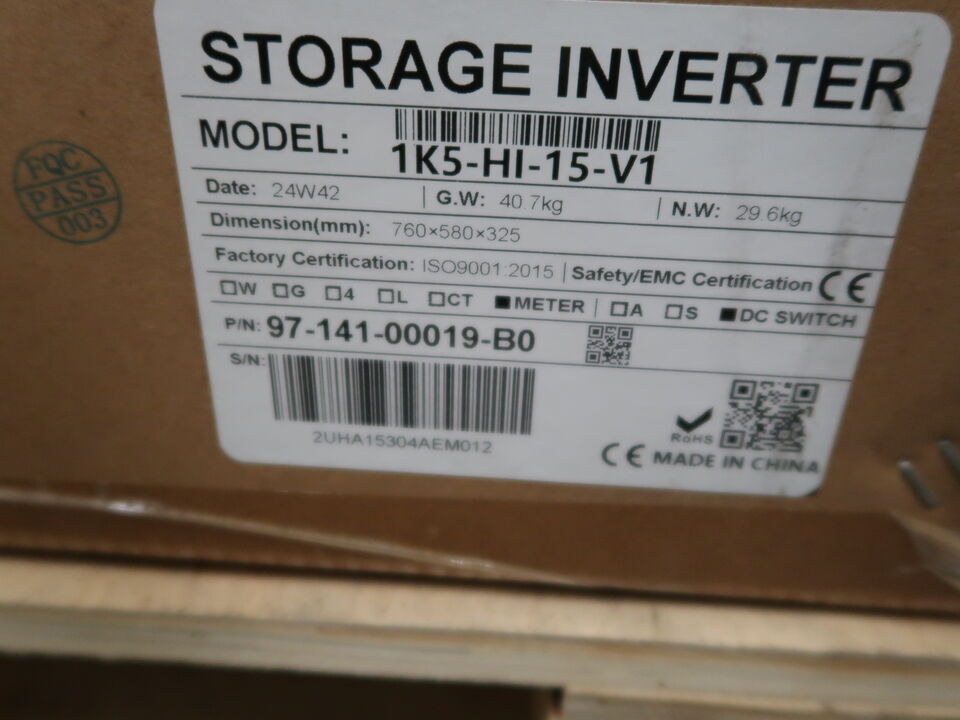 STORAGE INVERTER
MODEL: 1K5-HI-15-V1
Date: 24W42 | G.W: 40.7kg | N.W: 29.6kg
Dimension(mm): 760×580×325
Factory Certification: ISO9001:2015 | Safety/EMC Certification CE
□W □G □4 □L □CT ■METER | □A □S ■DC SWITCH
P/N: 97-141-00019-B0
S/N:
2UHA15304AEM012
RoHS
CE MADE IN CHINA
FQC
PASS
003